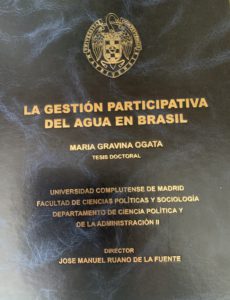 LA GESTIÓN PARTICIPATIVA
DEL AGUA EN BRASIL
MARIA GRAVINA OGATA
TESIS DOCTORAL
UNIVERSIDAD COMPLUTENSE DE MADRID
FACULTAD DE CIENCIAS POLÍTICAS Y SOCIOLOGÍA
DEPARTAMENTO DE CIENCIA POLÍTICA Y
DE LA ADMINISTRACIÓN II
DIRECTOR
JOSE MANUEL RUANO DE LA FUENTE